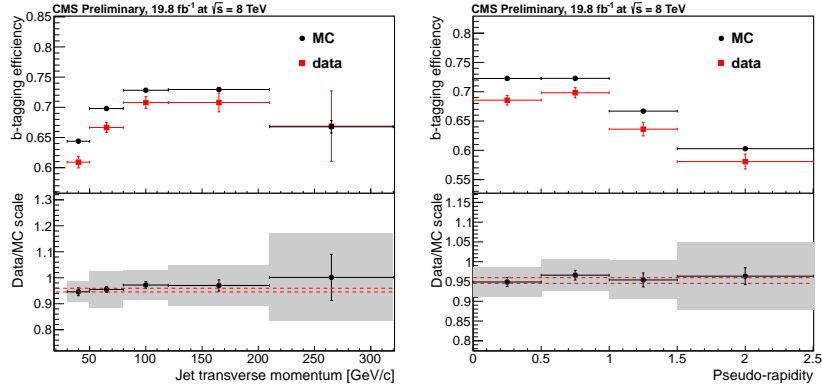 CMS Preliminary, 19.8 fb⁻¹ at √s = 8 TeV
b-tagging efficiency
0.85
0.8
0.75
0.7
0.65
0.6
MC
data
Data/MC scale
1.3
1.2
1.1
1
0.9
0.8
50 100 150 200 250 300
Jet transverse momentum [GeV/c]
CMS Preliminary, 19.8 fb⁻¹ at √s = 8 TeV
b-tagging efficiency
0.85
0.8
0.75
0.7
0.65
0.6
0.55
MC
data
Data/MC scale
1.15
1.1
1.05
1
0.95
0.9
0.85
0.8
0 0.5 1 1.5 2 2.5
Pseudo-rapidity